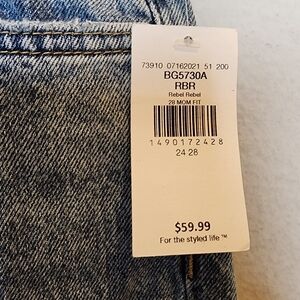 73910 07162021 51 200
BG5730A
RBR
Rebel Rebel
28 MOM FIT
1490172428
24 28
$59.99
For the styled life ™